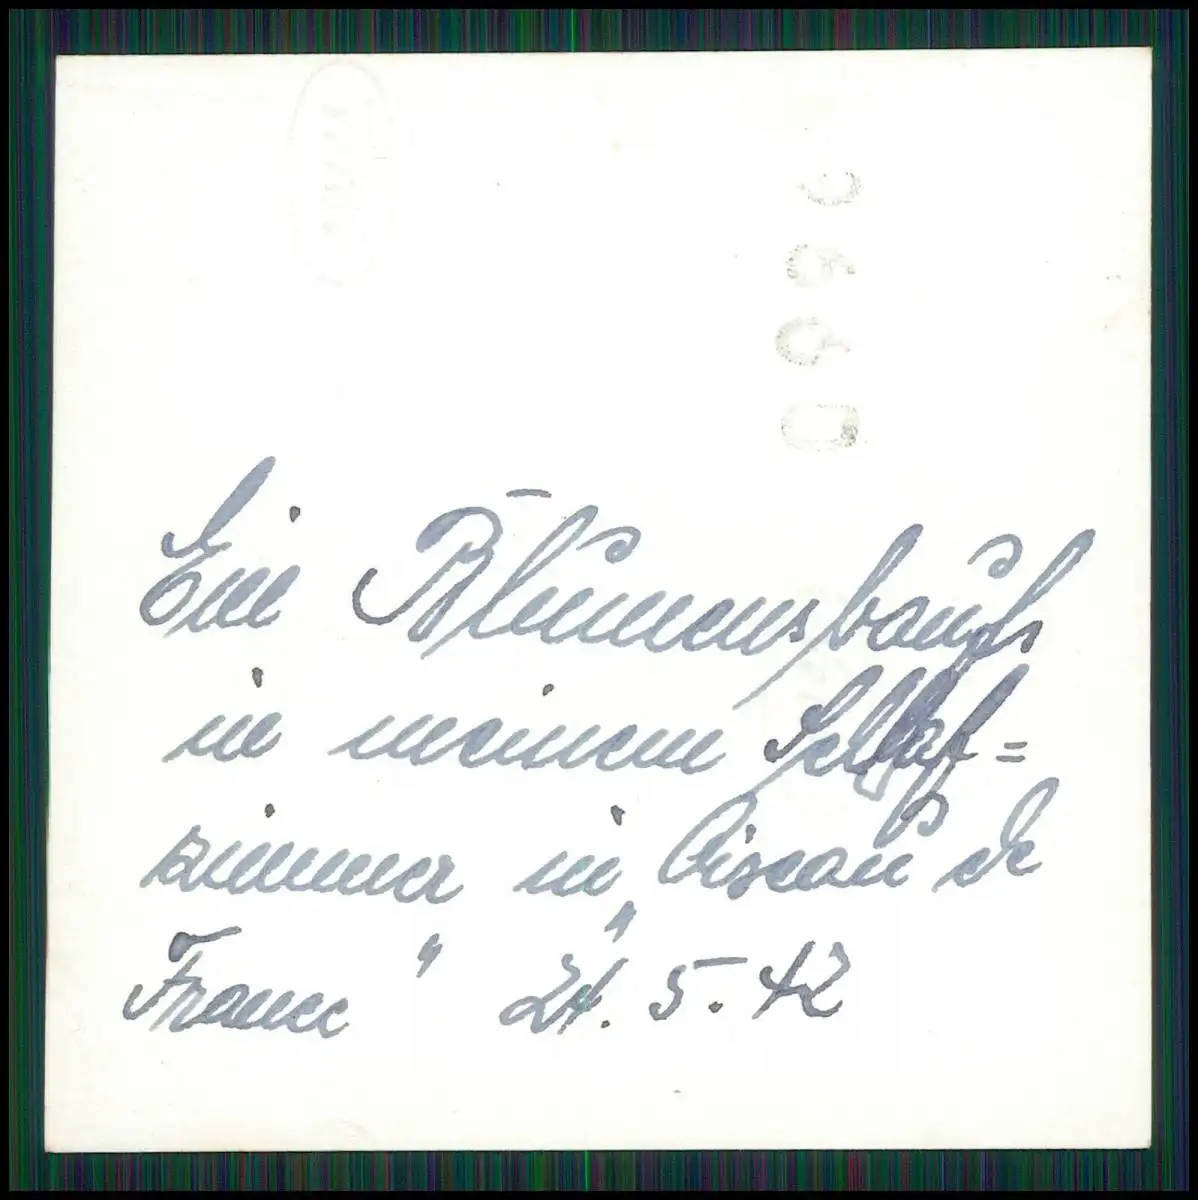 Ein Blumenstrauß
in meinem Schlaf=
zimmer in „Oiseau de
France“ 24.5.42